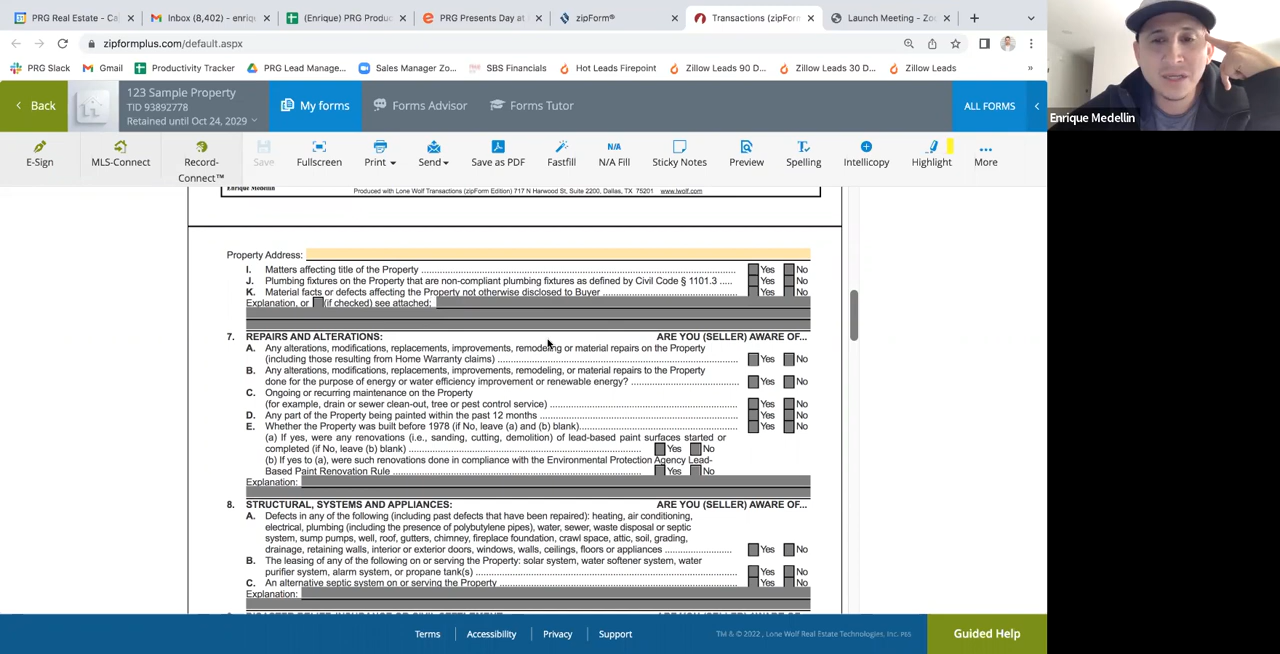 PRG Real Estate - Ca
Inbox (8,402) - enriq
(Enrique) PRG Produc
PRG Presents Day at
zipForm®
Transactions (zipForm
Launch Meeting - Zoo
zipformplus.com/default.aspx
PRG Slack
Gmail
Productivity Tracker
PRG Lead Manage...
Sales Manager Zo...
SBS Financials
Hot Leads Firepoint
Zillow Leads 90 D...
Zillow Leads 30 D...
Zillow Leads
Back
123 Sample Property
TID 93892778
Retained until Oct 24, 2029
My forms
Forms Advisor
Forms Tutor
ALL FORMS
E-Sign
MLS-Connect
Record-Connect™
Save
Fullscreen
Print
Send
Save as PDF
Fastfill
N/A
N/A Fill
Sticky Notes
Preview
Spelling
Intellicopy
Highlight
More
Enrique Medellin
Enrique Medellin
Produced with Lone Wolf Transactions (zipForm Edition) 717 N Harwood St, Suite 2200, Dallas, TX 75201 www.lwolf.com
Property Address:
I. Matters affecting title of the Property Yes No
J. Plumbing fixtures on the Property that are non-compliant plumbing fixtures as defined by Civil Code § 1101.3 ..... Yes No
K. Material facts or defects affecting the Property not otherwise disclosed to Buyer Yes No
Explanation, or (if checked) see attached;
7. REPAIRS AND ALTERATIONS: ARE YOU (SELLER) AWARE OF...
A. Any alterations, modifications, replacements, improvements, remodeling or material repairs on the Property
(including those resulting from Home Warranty claims) Yes No
B. Any alterations, modifications, replacements, improvements, remodeling, or material repairs to the Property
done for the purpose of energy or water efficiency improvement or renewable energy? Yes No
C. Ongoing or recurring maintenance on the Property
(for example, drain or sewer clean-out, tree or pest control service) Yes No
D. Any part of the Property being painted within the past 12 months Yes No
E. Whether the Property was built before 1978 (if No, leave (a) and (b) blank) Yes No
(a) If yes, were any renovations (i.e., sanding, cutting, demolition) of lead-based paint surfaces started or
completed (if No, leave (b) blank) Yes No
(b) If yes to (a), were such renovations done in compliance with the Environmental Protection Agency Lead-
Based Paint Renovation Rule Yes No
Explanation:
8. STRUCTURAL, SYSTEMS AND APPLIANCES: ARE YOU (SELLER) AWARE OF...
A. Defects in any of the following (including past defects that have been repaired): heating, air conditioning,
electrical, plumbing (including the presence of polybutylene pipes), water, sewer, waste disposal or septic
system, sump pumps, well, roof, gutters, chimney, fireplace foundation, crawl space, attic, soil, grading,
drainage, retaining walls, interior or exterior doors, windows, walls, ceilings, floors or appliances Yes No
B. The leasing of any of the following on or serving the Property: solar system, water softener system, water
purifier system, alarm system, or propane tank(s) Yes No
C. An alternative septic system on or serving the Property Yes No
Explanation:
Terms
Accessibility
Privacy
Support
TM & © 2022 , Lone Wolf Real Estate Technologies, Inc. PES
Guided Help